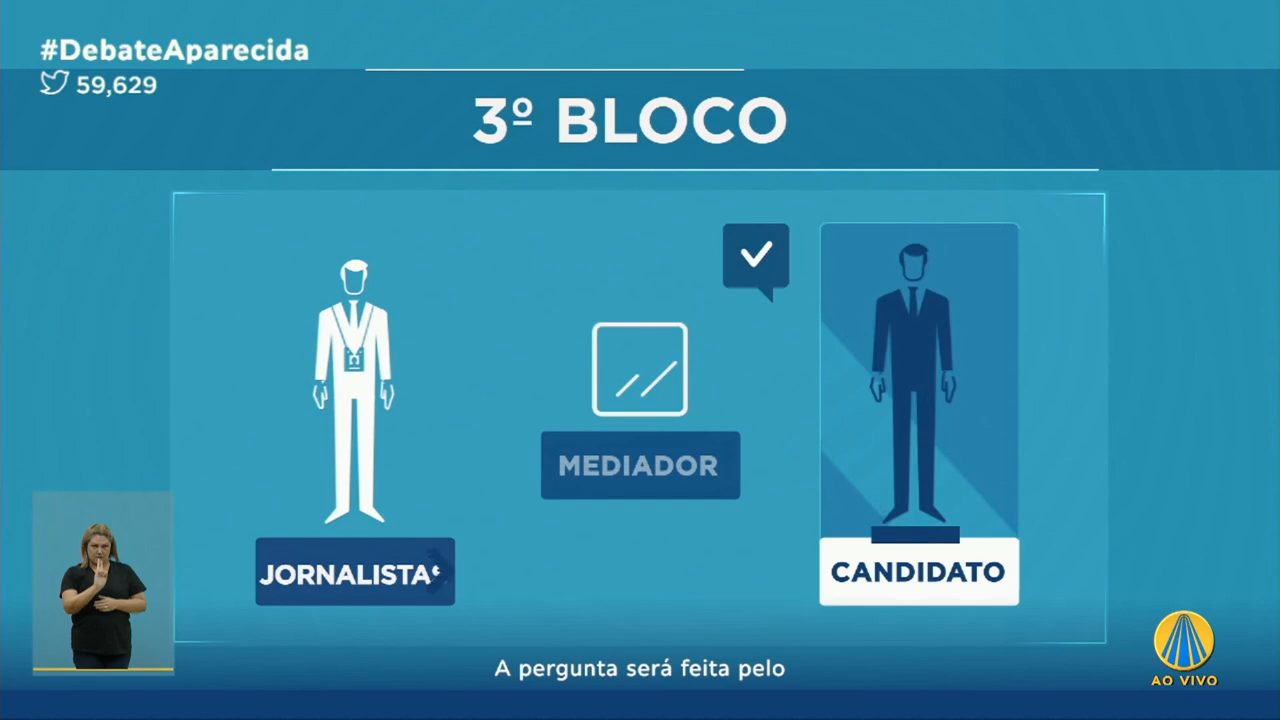 #DebateAparecida
59,629
3º BLOCO
MEDIADOR
JORNALISTA
CANDIDATO
A pergunta será feita pelo
AO VIVO